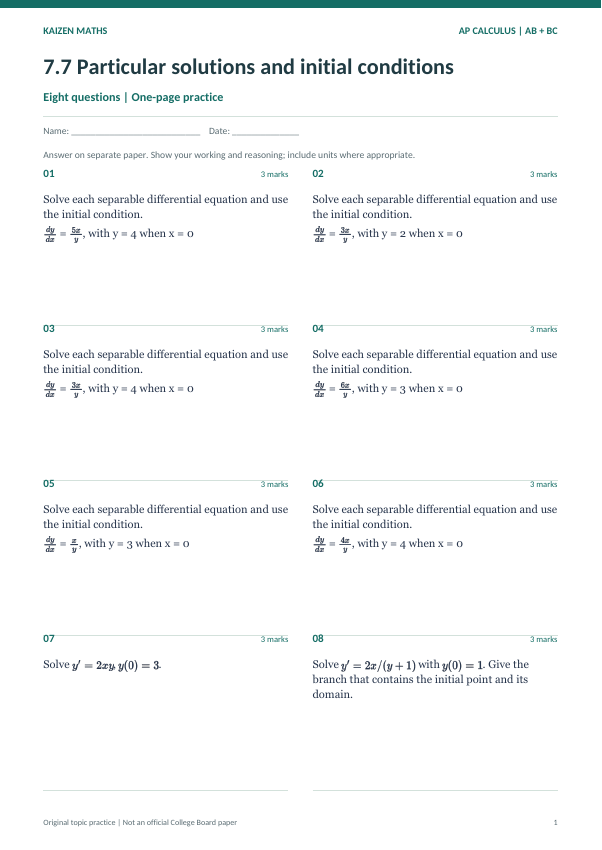 KAIZEN MATHS
AP CALCULUS | AB + BC
7.7 Particular solutions and initial conditions
Eight questions | One-page practice
Name: ___________________________ Date: ______________
Answer on separate paper. Show your working and reasoning; include units where appropriate.
01 3 marks
Solve each separable differential equation and use
the initial condition.
dy/dx = 5x/y, with y = 4 when x = 0
02 3 marks
Solve each separable differential equation and use
the initial condition.
dy/dx = 3x/y, with y = 2 when x = 0
03 3 marks
Solve each separable differential equation and use
the initial condition.
dy/dx = 3x/y, with y = 4 when x = 0
04 3 marks
Solve each separable differential equation and use
the initial condition.
dy/dx = 6x/y, with y = 3 when x = 0
05 3 marks
Solve each separable differential equation and use
the initial condition.
dy/dx = x/y, with y = 3 when x = 0
06 3 marks
Solve each separable differential equation and use
the initial condition.
dy/dx = 4x/y, with y = 4 when x = 0
07 3 marks
Solve y′ = 2xy, y(0) = 3.
08 3 marks
Solve y′ = 2x/(y + 1) with y(0) = 1. Give the
branch that contains the initial point and its
domain.
Original topic practice | Not an official College Board paper
1